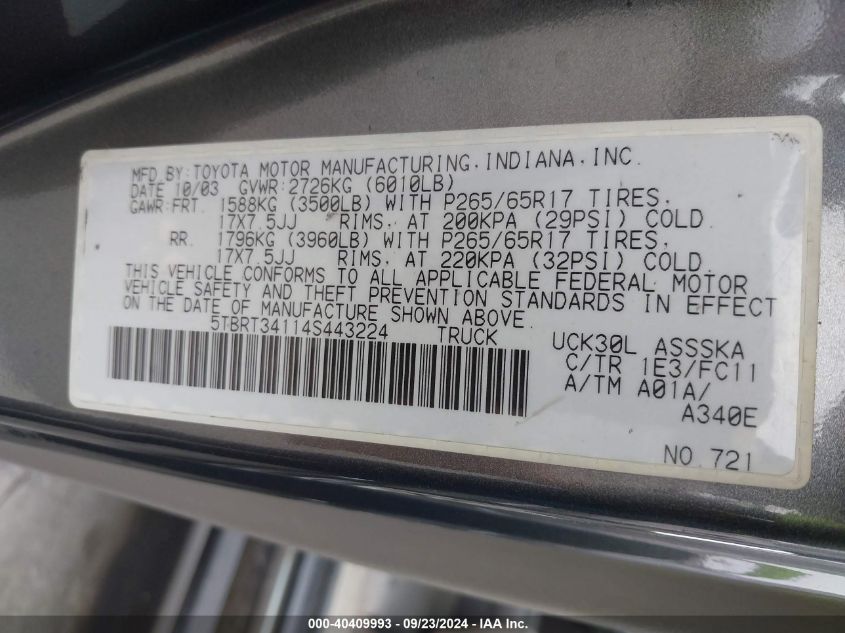 MFD.BY:TOYOTA MOTOR MANUFACTURING,INDIANA,INC.
DATE 10/03 GVWR:2726KG (6010LB)
GAWR:FRT. 1588KG (3500LB) WITH P265/65R17 TIRES,
17X7.5JJ RIMS, AT 200KPA (29PSI) COLD.
RR. 1796KG (3960LB) WITH P265/65R17 TIRES,
17X7.5JJ RIMS, AT 220KPA (32PSI) COLD.
THIS VEHICLE CONFORMS TO ALL APPLICABLE FEDERAL MOTOR
VEHICLE SAFETY AND THEFT PREVENTION STANDARDS IN EFFECT
ON THE DATE OF MANUFACTURE SHOWN ABOVE.
5TBRT34114S443224 TRUCK
UCK30L ASSSKA
C/TR 1E3/FC11
A/TM A01A/
A340E
NO.721
000-40409993 - 09/23/2024 - IAA Inc.